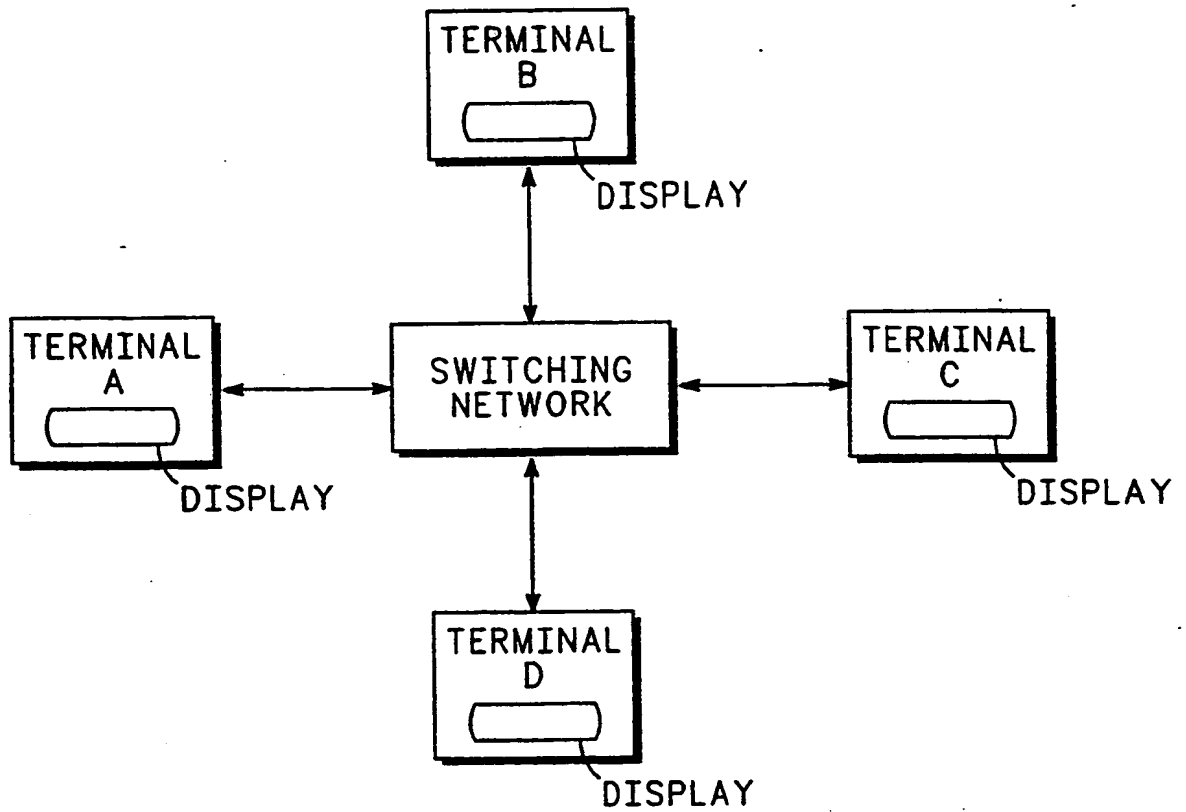 TERMINAL
B
DISPLAY
TERMINAL
A
DISPLAY
SWITCHING
NETWORK
TERMINAL
C
DISPLAY
TERMINAL
D
DISPLAY